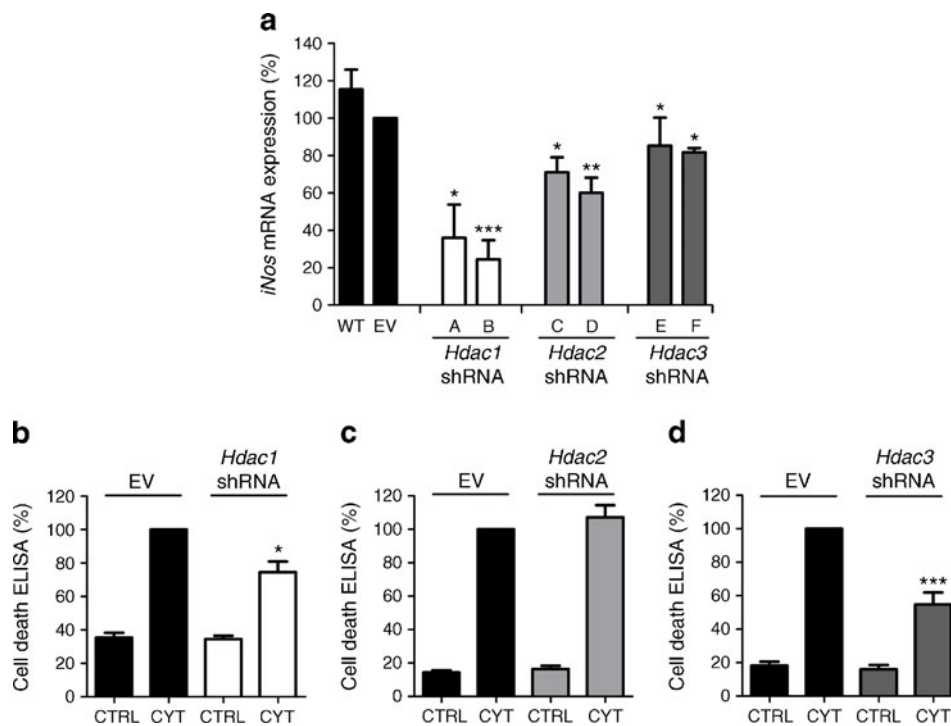 a
iNos mRNA expression (%)
140
120
100
80
60
40
20
0
* *** * ** * *
WT EV A B C D E F
Hdac1 Hdac2 Hdac3
shRNA shRNA shRNA
b
Cell death ELISA (%)
120
100
80
60
40
20
0
EV
Hdac1
shRNA
*
CTRL CYT CTRL CYT
c
Cell death ELISA (%)
120
100
80
60
40
20
0
EV
Hdac2
shRNA
CTRL CYT CTRL CYT
d
Cell death ELISA (%)
120
100
80
60
40
20
0
EV
Hdac3
shRNA
***
CTRL CYT CTRL CYT